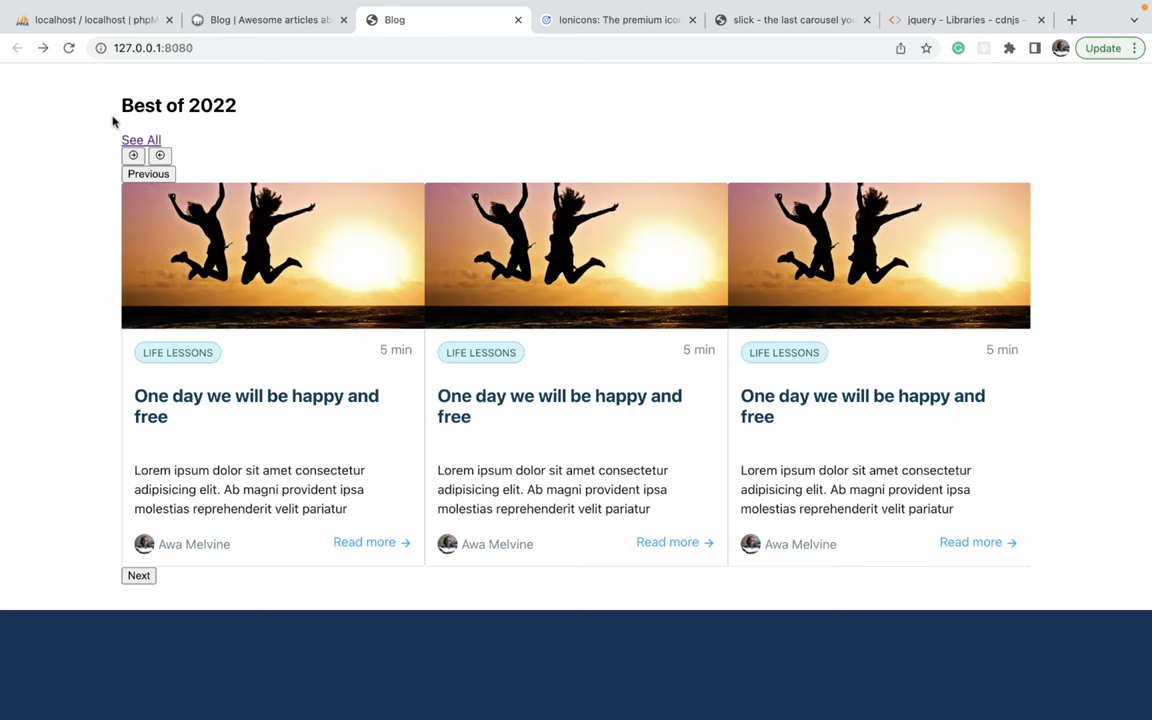 localhost / localhost | phpM
Blog | Awesome articles ab
Blog
Ionicons: The premium icon
slick - the last carousel you
jquery - Libraries - cdnjs -
127.0.0.1:8080
Update
Best of 2022
See All
Previous
LIFE LESSONS 5 min
One day we will be happy and
free
Lorem ipsum dolor sit amet consectetur
adipisicing elit. Ab magni provident ipsa
molestias reprehenderit velit pariatur
Awa Melvine Read more →
LIFE LESSONS 5 min
One day we will be happy and
free
Lorem ipsum dolor sit amet consectetur
adipisicing elit. Ab magni provident ipsa
molestias reprehenderit velit pariatur
Awa Melvine Read more →
LIFE LESSONS 5 min
One day we will be happy and
free
Lorem ipsum dolor sit amet consectetur
adipisicing elit. Ab magni provident ipsa
molestias reprehenderit velit pariatur
Awa Melvine Read more →
Next